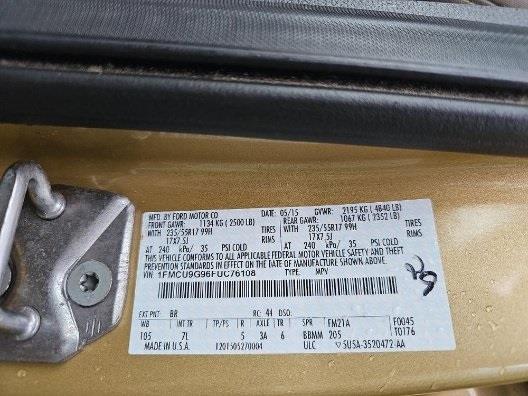 MFD. BY FORD MOTOR CO. DATE: 05/15 GVWR: 2195 KG (4840 LB)
FRONT GAWR: 1134 KG (2500 LB) REAR GAWR: 1067 KG (2352 LB)
WITH 235/55R17 99H TIRES WITH 235/55R17 99H TIRES
17X7.5J RIMS 17X7.5J RIMS
AT 240 kPa/ 35 PSI COLD AT 240 kPa/ 35 PSI COLD
THIS VEHICLE CONFORMS TO ALL APPLICABLE FEDERAL MOTOR VEHICLE SAFETY AND THEFT
PREVENTION STANDARDS IN EFFECT ON THE DATE OF MANUFACTURE SHOWN ABOVE.
VIN: 1FMCU9G96FUC76108 TYPE: MPV
EXT PNT: BR RC: 44 DSO: F0045
WB INT TR TP/PS R AXLE TR SPR FM21A T0176
105 7L 5 3A 6 BBMM 205
MADE IN U.S.A. 1201505270004 ULC 5U5A-3520472-AA